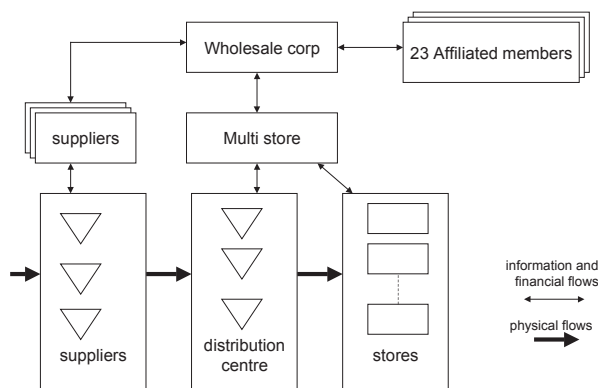 Wholesale corp
23 Affiliated members
suppliers
Multi store
information and
financial flows
physical flows
suppliers
distribution
centre
stores